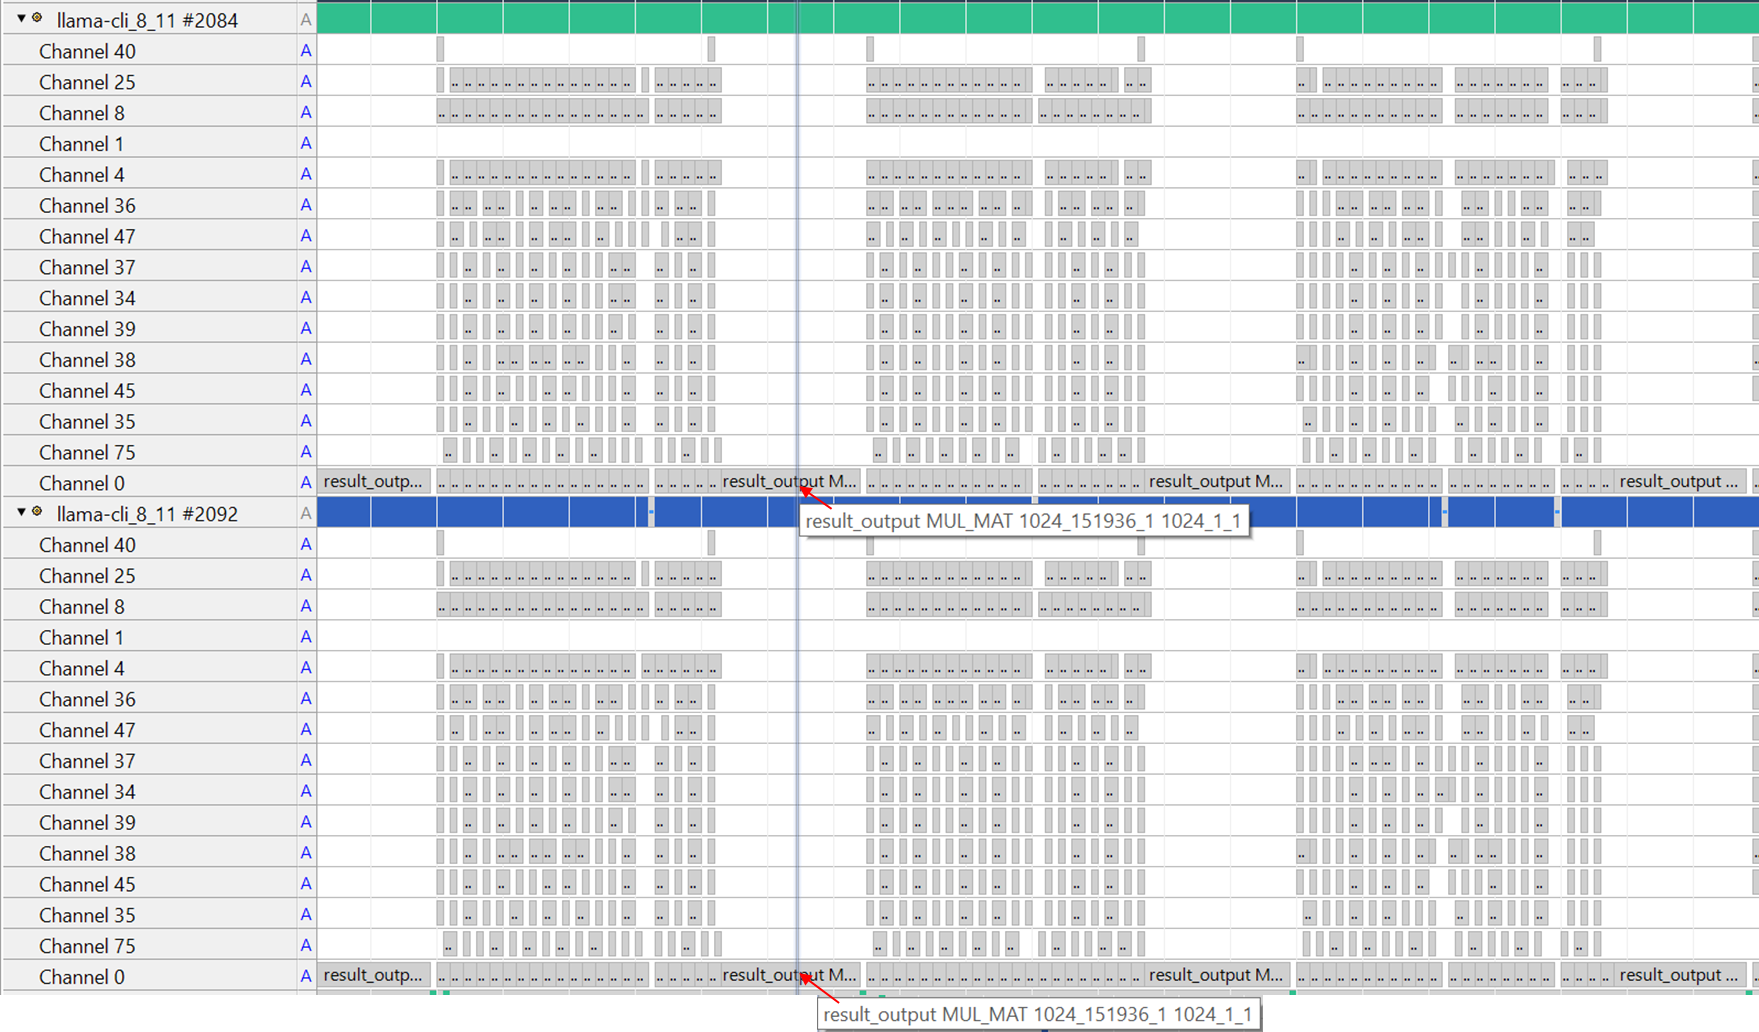 llama-cli_8_11 #2084 A
Channel 40 A
Channel 25 A
Channel 8 A
Channel 1 A
Channel 4 A
Channel 36 A
Channel 47 A
Channel 37 A
Channel 34 A
Channel 39 A
Channel 38 A
Channel 45 A
Channel 35 A
Channel 75 A
Channel 0 A result_outp... result_output M... result_output M... result_output ...
llama-cli_8_11 #2092 A
result_output MUL_MAT 1024_151936_1 1024_1_1
Channel 40 A
Channel 25 A
Channel 8 A
Channel 1 A
Channel 4 A
Channel 36 A
Channel 47 A
Channel 37 A
Channel 34 A
Channel 39 A
Channel 38 A
Channel 45 A
Channel 35 A
Channel 75 A
Channel 0 A result_outp... result_output M... result_output M... result_output ...
result_output MUL_MAT 1024_151936_1 1024_1_1